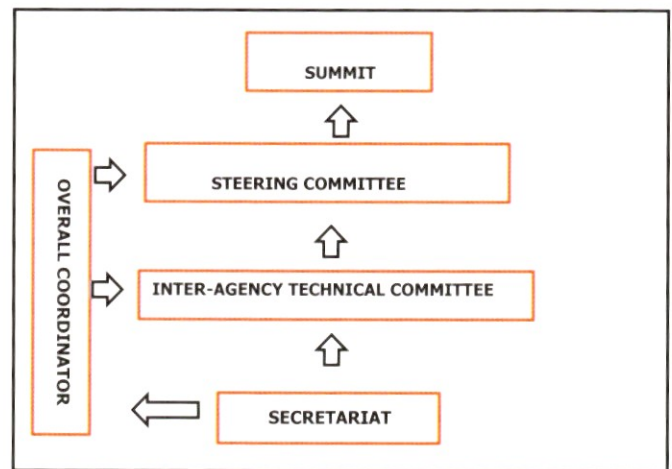 SUMMIT
STEERING COMMITTEE
OVERALL COORDINATOR
INTER-AGENCY TECHNICAL COMMITTEE
SECRETARIAT